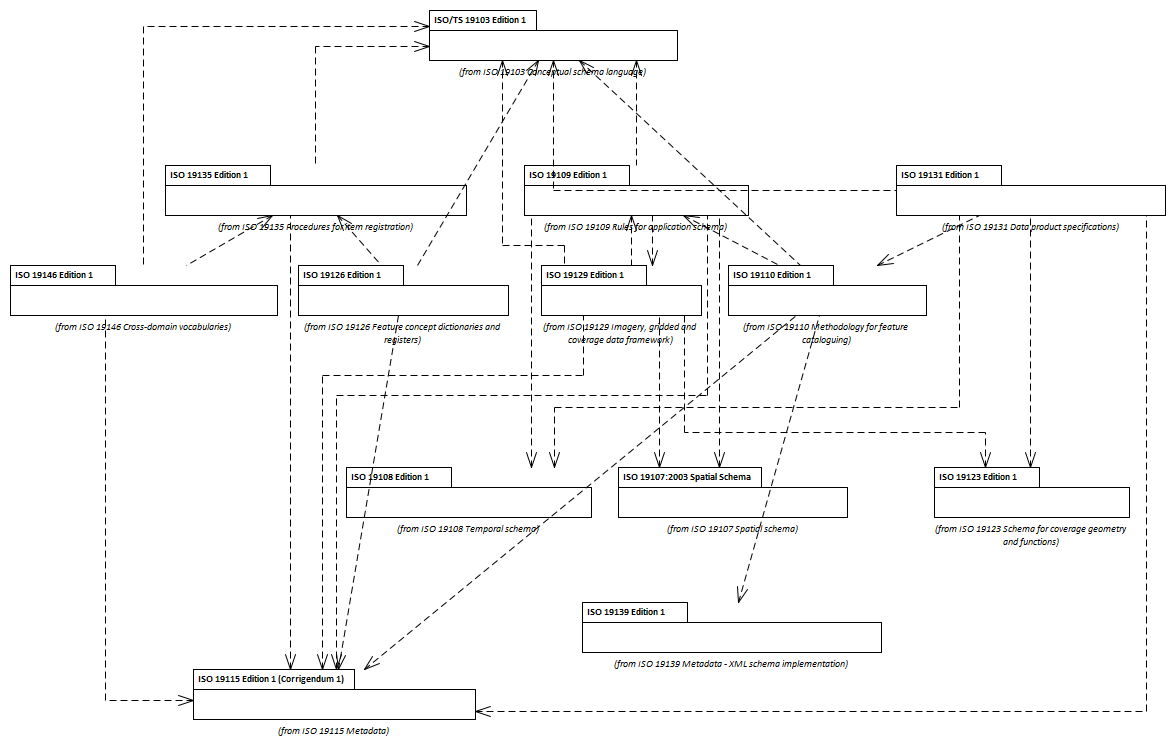 ISO/TS 19103 Edition 1
(from ISO 19103 Conceptual schema language)
ISO 19135 Edition 1
(from ISO 19135 Procedures for item registration)
ISO 19109 Edition 1
(from ISO 19109 Rules for application schema)
ISO 19131 Edition 1
(from ISO 19131 Data product specifications)
ISO 19146 Edition 1
(from ISO 19146 Cross-domain vocabularies)
ISO 19126 Edition 1
(from ISO 19126 Feature concept dictionaries and
registers)
ISO 19129 Edition 1
(from ISO 19129 Imagery, gridded and
coverage data framework)
ISO 19110 Edition 1
(from ISO 19110 Methodology for feature
cataloguing)
ISO 19108 Edition 1
(from ISO 19108 Temporal schema)
ISO 19107:2003 Spatial Schema
(from ISO 19107 Spatial schema)
ISO 19123 Edition 1
(from ISO 19123 Schema for coverage geometry
and functions)
ISO 19139 Edition 1
(from ISO 19139 Metadata - XML schema implementation)
ISO 19115 Edition 1 (Corrigendum 1)
(from ISO 19115 Metadata)